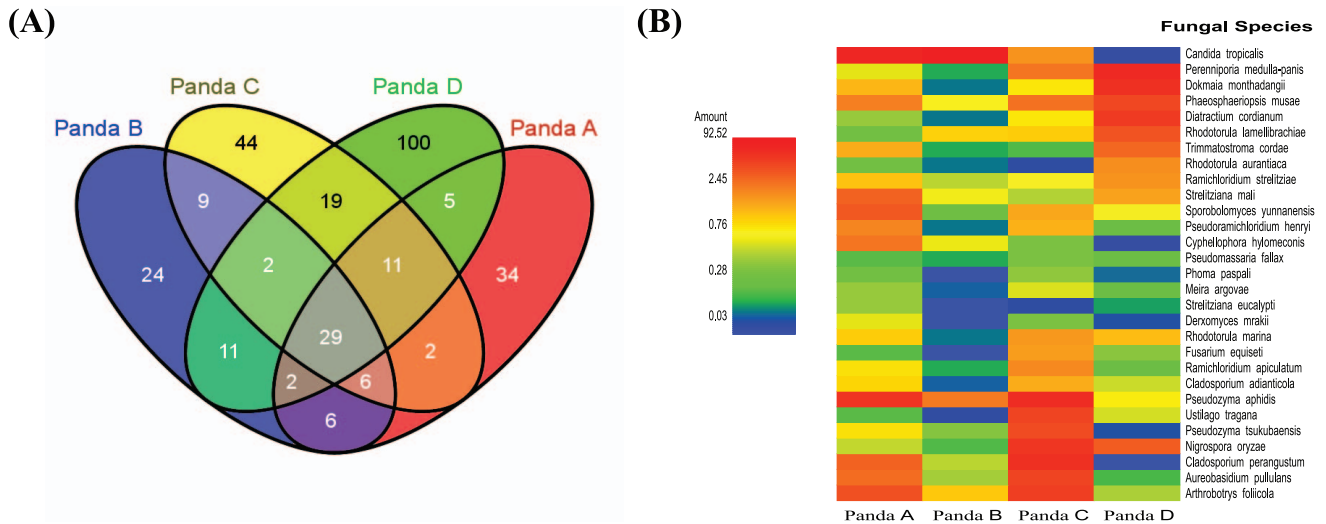 (A)
Panda C
Panda D
Panda B
Panda A
44
100
9
19
5
24
2
11
34
11
29
2
2
6
6
(B)
Fungal Species
Amount
92.52
2.45
0.76
0.28
0,03
Candida tropicalis
Perenniporia medulla-panis
Dokmaia monthadangii
Phaeosphaeriopsis musae
Diatractium cordianum
Rhodotorula lamellibrachiae
Trimmatostroma cordae
Rhodotorula aurantiaca
Ramichloridium strelitziae
Strelitziana mali
Sporobolomyces yunnanensis
Pseudoramichloridium henryi
Cyphellophora hylomeconis
Pseudomassaria fallax
Phoma paspali
Meira argovae
Strelitziana eucalypti
Derxomyces mrakii
Rhodotorula marina
Fusarium equiseti
Ramichloridium apiculatum
Cladosporium adianticola
Pseudozyma aphidis
Ustilago tragana
Pseudozyma tsukubaensis
Nigrospora oryzae
Cladosporium perangustum
Aureobasidium pullulans
Arthrobotrys foliicola
Panda A Panda B Panda C Panda D